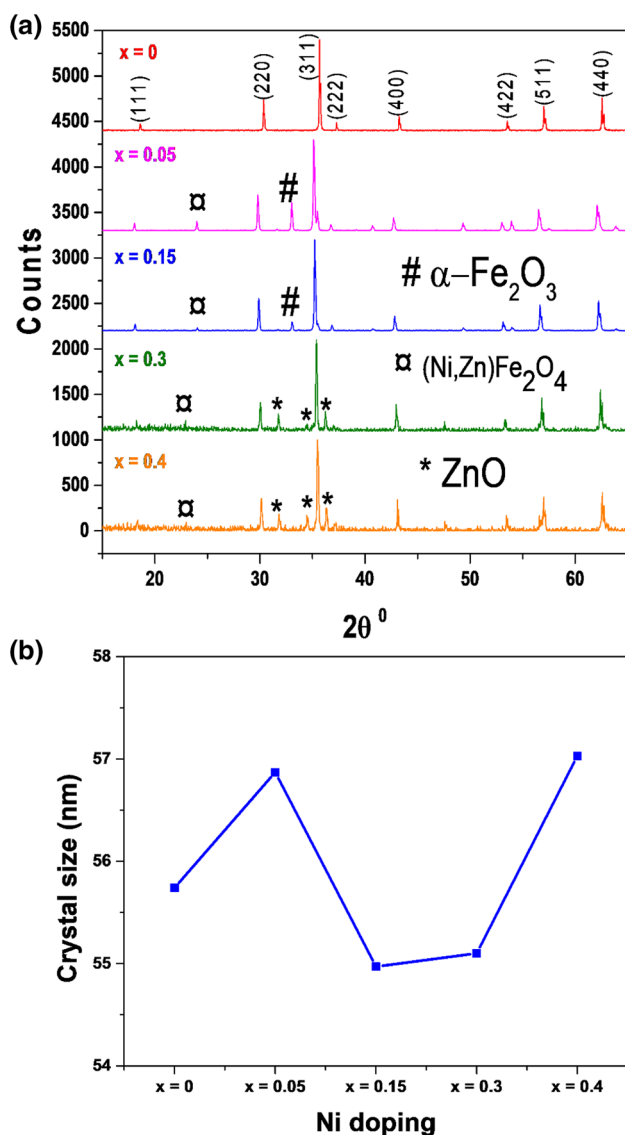 (a)
5500
5000
4500
4000
3500
3000
2500
2000
1500
1000
500
0
Counts
x = 0
(111)
(220)
(311)
(222)
(400)
(422)
(511)
(440)
x = 0.05
¤
#
x = 0.15
¤
#
# α−Fe₂O₃
x = 0.3
¤
*
*
*
¤ (Ni,Zn)Fe₂O₄
x = 0.4
¤
*
*
*
* ZnO
20 30 40 50 60
2θ ⁰
(b)
58
57
56
55
54
Crystal size (nm)
x = 0 x = 0.05 x = 0.15 x = 0.3 x = 0.4
Ni doping